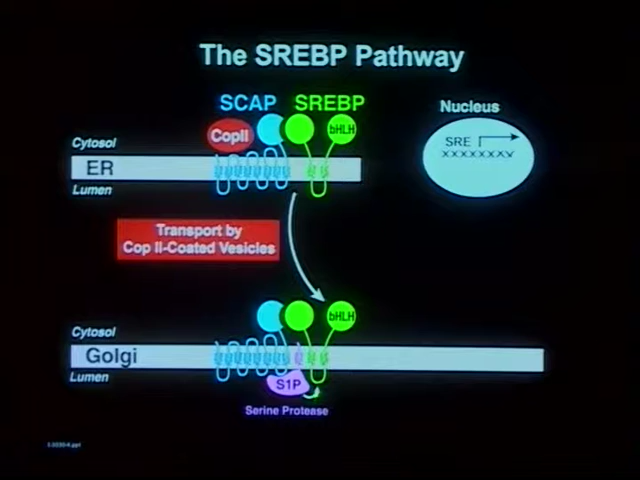 The SREBP Pathway
SCAP SREBP
Nucleus
CopII
bHLH
SRE
XXXXXXXX
Cytosol
ER
Lumen
Transport by
Cop II-Coated Vesicles
bHLH
Cytosol
Golgi
Lumen
S1P
Serine Protease